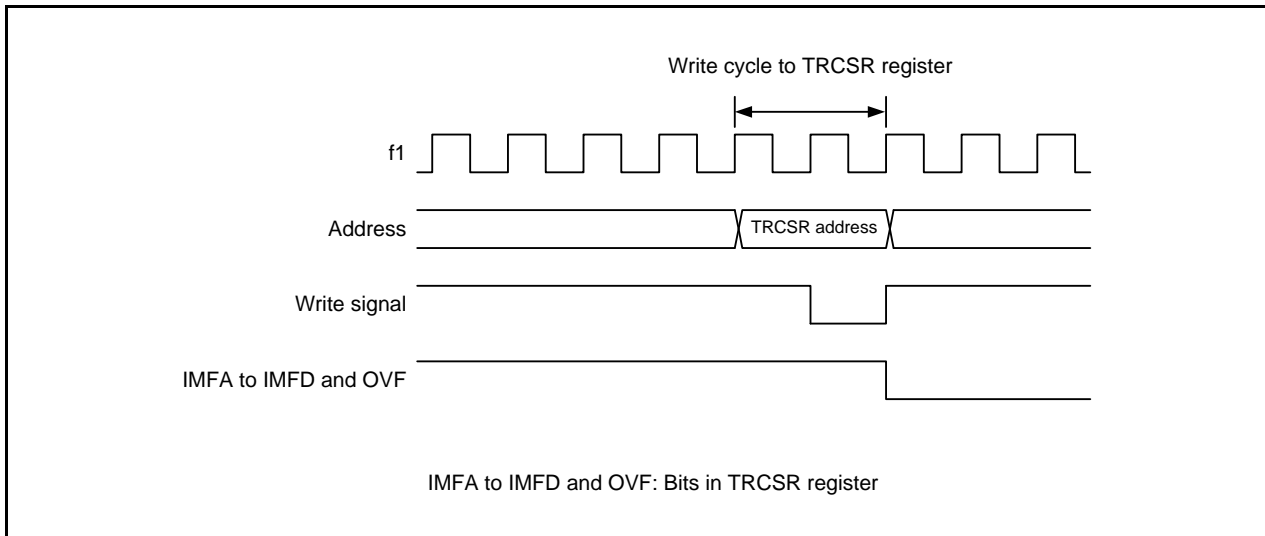 Write cycle to TRCSR register
f1
Address
TRCSR address
Write signal
IMFA to IMFD and OVF
IMFA to IMFD and OVF: Bits in TRCSR register